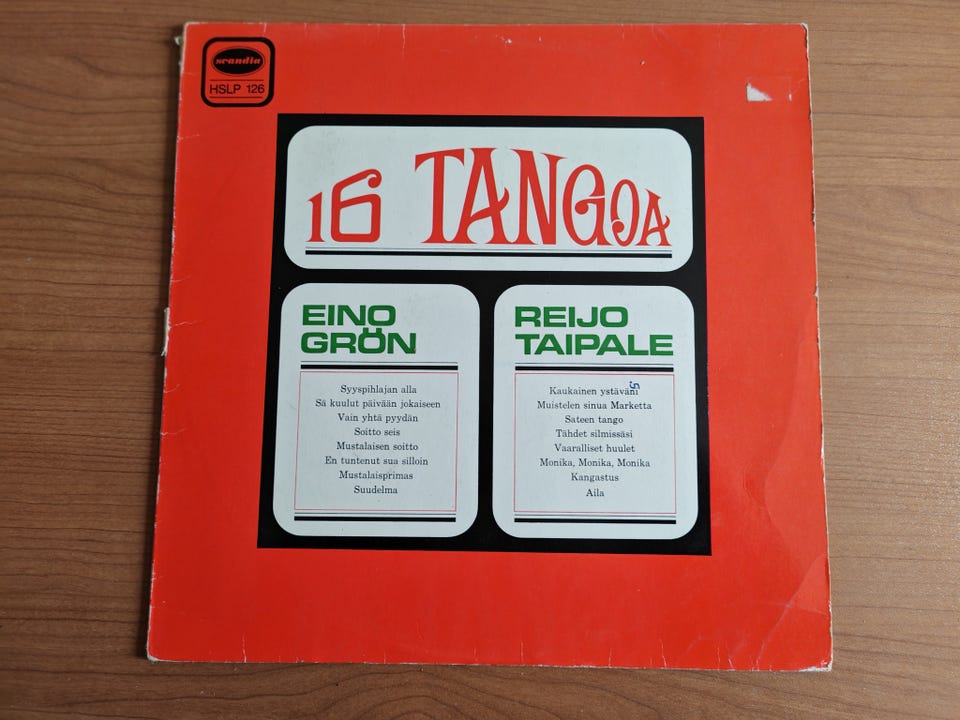 scandia
HSLP 126
16 TANGOA
EINO
GRÖN
Syyspihlajan alla
Sä kuulut päivään jokaiseen
Vain yhtä pyydän
Soitto seis
Mustalaisen soitto
En tuntenut sua silloin
Mustalaisprimas
Suudelma
REIJO
TAIPALE
Kaukainen ystäväni
Muistelen sinua Marketta
Sateen tango
Tähdet silmissäsi
Vaaralliset huulet
Monika, Monika, Monika
Kangastus
Aila